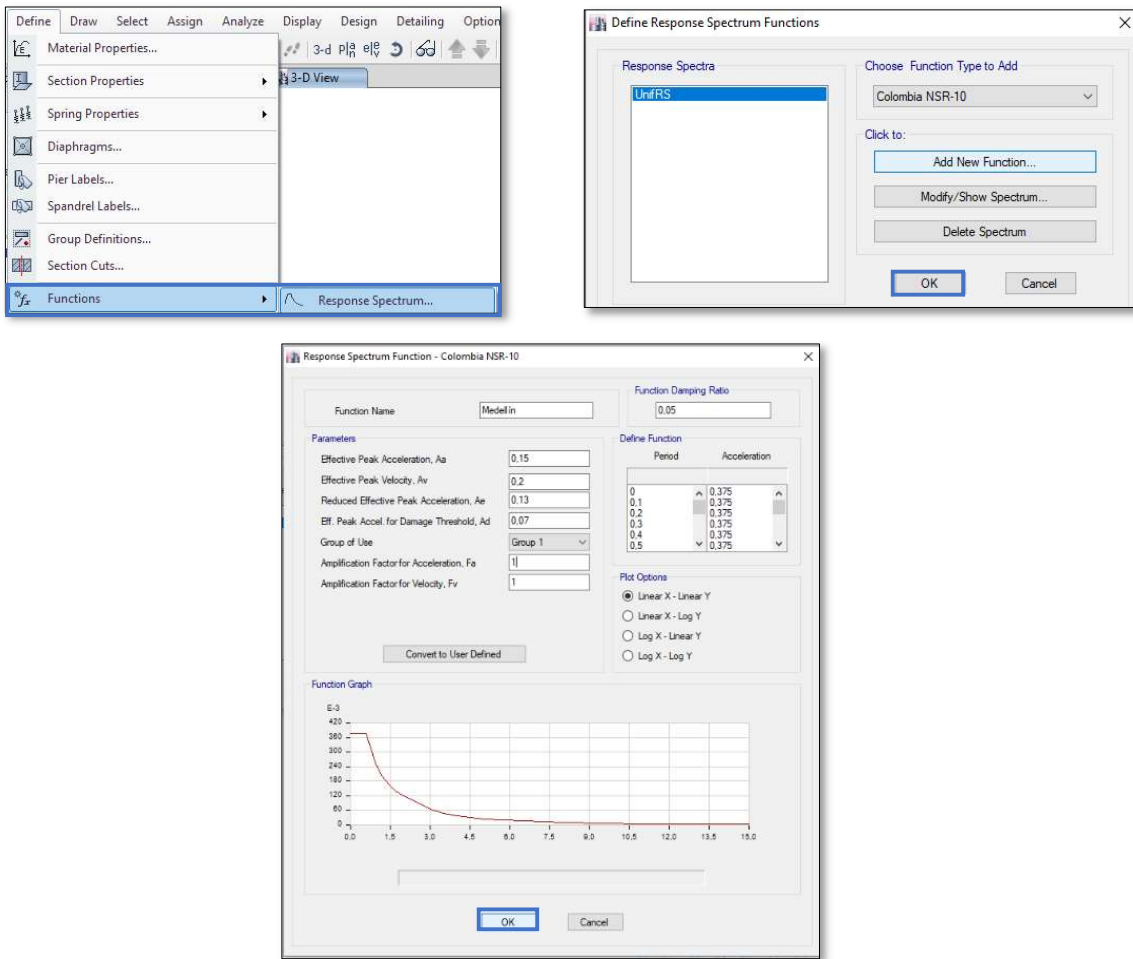 Define Draw Select Assign Analyze Display Design Detailing Option
Material Properties...
3-d
Section Properties
3-D View
Spring Properties
Diaphragms...
Pier Labels...
Spandrel Labels...
Group Definitions...
Section Cuts...
Functions
Response Spectrum...
Define Response Spectrum Functions
Response Spectra
UnifRS
Choose Function Type to Add
Colombia NSR-10
Click to:
Add New Function...
Modify/Show Spectrum...
Delete Spectrum
OK Cancel
Response Spectrum Function - Colombia NSR-10
Function Name Medellin
Function Damping Ratio
0,05
Parameters
Effective Peak Acceleration, Aa 0,15
Effective Peak Velocity, Av 0,2
Reduced Effective Peak Acceleration, Ae 0,13
Eff. Peak Accel. for Damage Threshold, Ad 0,07
Group of Use Group 1
Amplification Factor for Acceleration, Fa 1
Amplification Factor for Velocity, Fv 1
Convert to User Defined
Define Function
Period Acceleration
0 0,375
0,1 0,375
0,2 0,375
0,3 0,375
0,4 0,375
0,5 0,375
Plot Options
Linear X - Linear Y
Linear X - Log Y
Log X - Linear Y
Log X - Log Y
Function Graph
E-3
420
360
300
240
180
120
60
0
0,0 1,5 3,0 4,5 6,0 7,5 9,0 10,5 12,0 13,5 15,0
OK Cancel